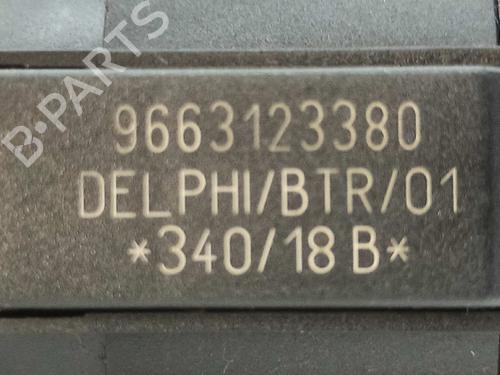 B-PARTS
9663123380
DELPHI/BTR/01
*340/18 B*